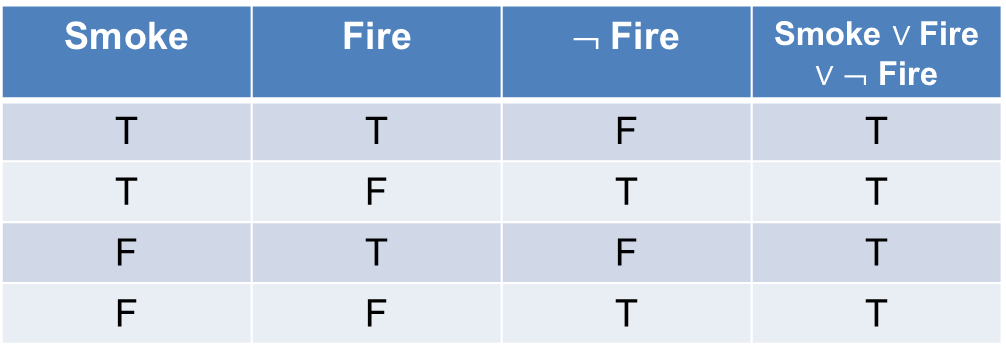 Smoke Fire ¬ Fire Smoke ∨ Fire
∨ ¬ Fire
T T F T
T F T T
F T F T
F F T T